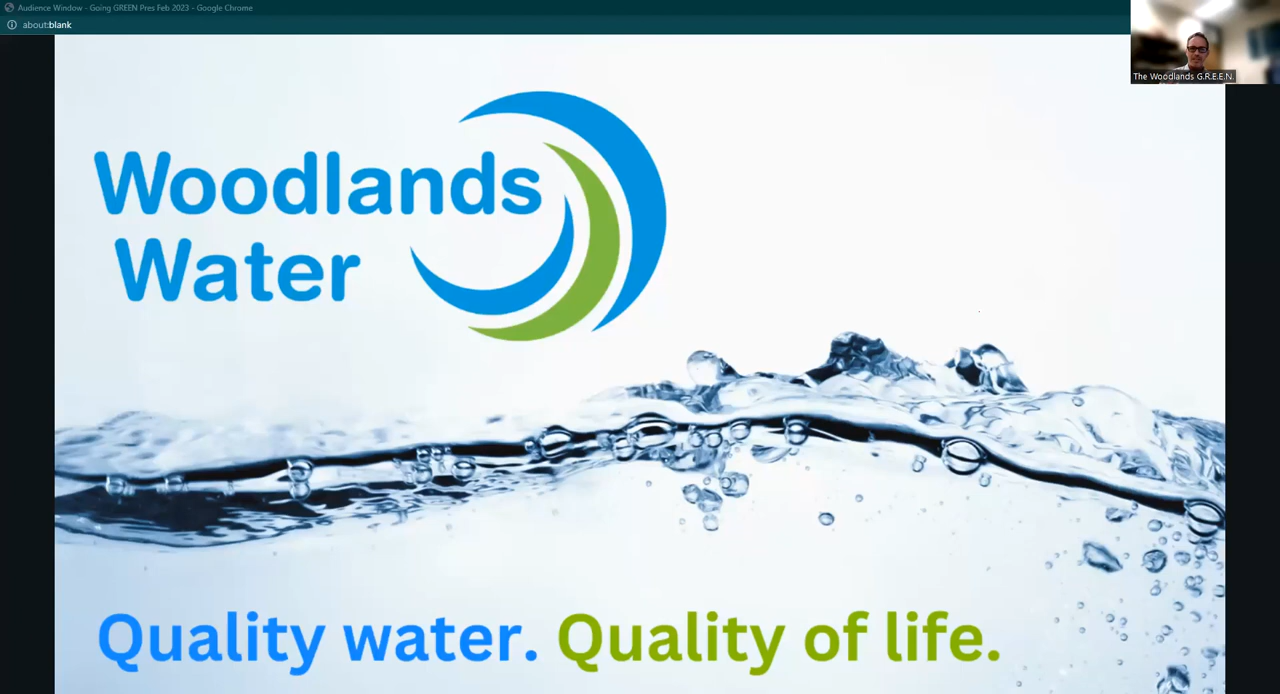 Audience Window - Going GREEN Pres Feb 2023 - Google Chrome
about:blank
The Woodlands G.R.E.E.N.
Woodlands
Water
Quality water. Quality of life.